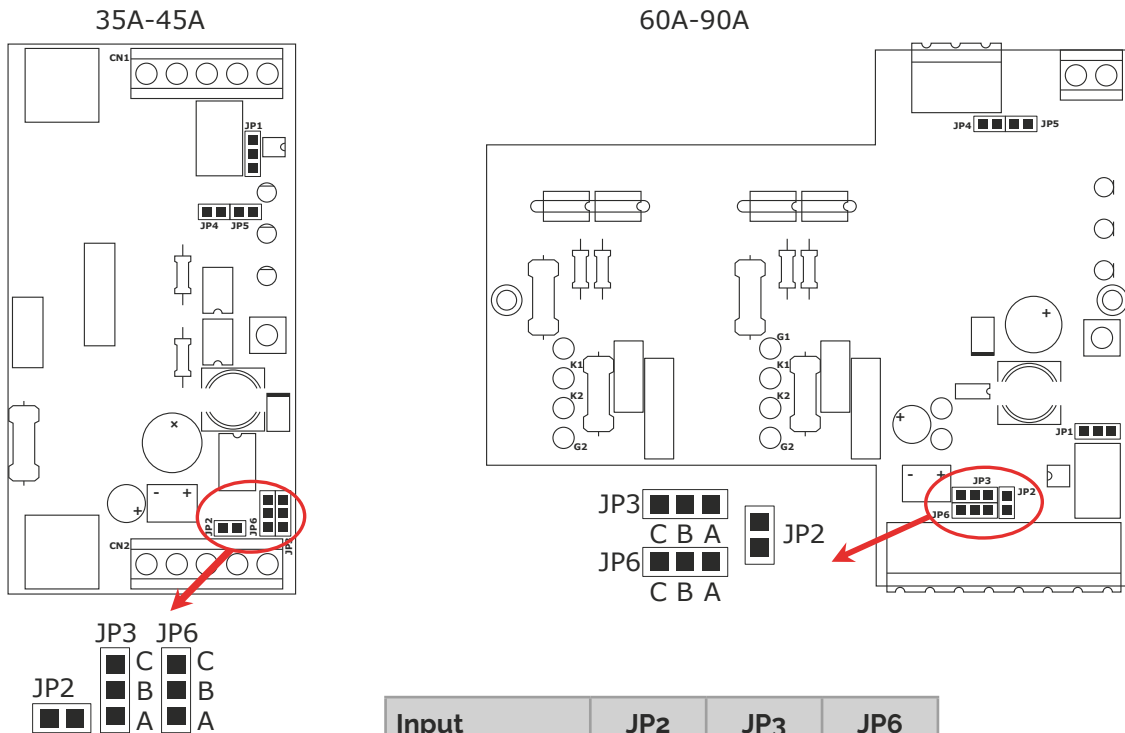 35A-45A
CN1
JP1
JP4 JP5
× 
- +
+
JP2
JP6
CN2
JP3 JP6
C C
B B
A A
JP2
60A-90A
JP4 JP5
+
G1
K1 K1
K2 K2
G2 G2
+
JP1
- +
JP3
JP2
JP6
JP3
C B A
JP2
JP6
C B A
Input JP2 JP3 JP6